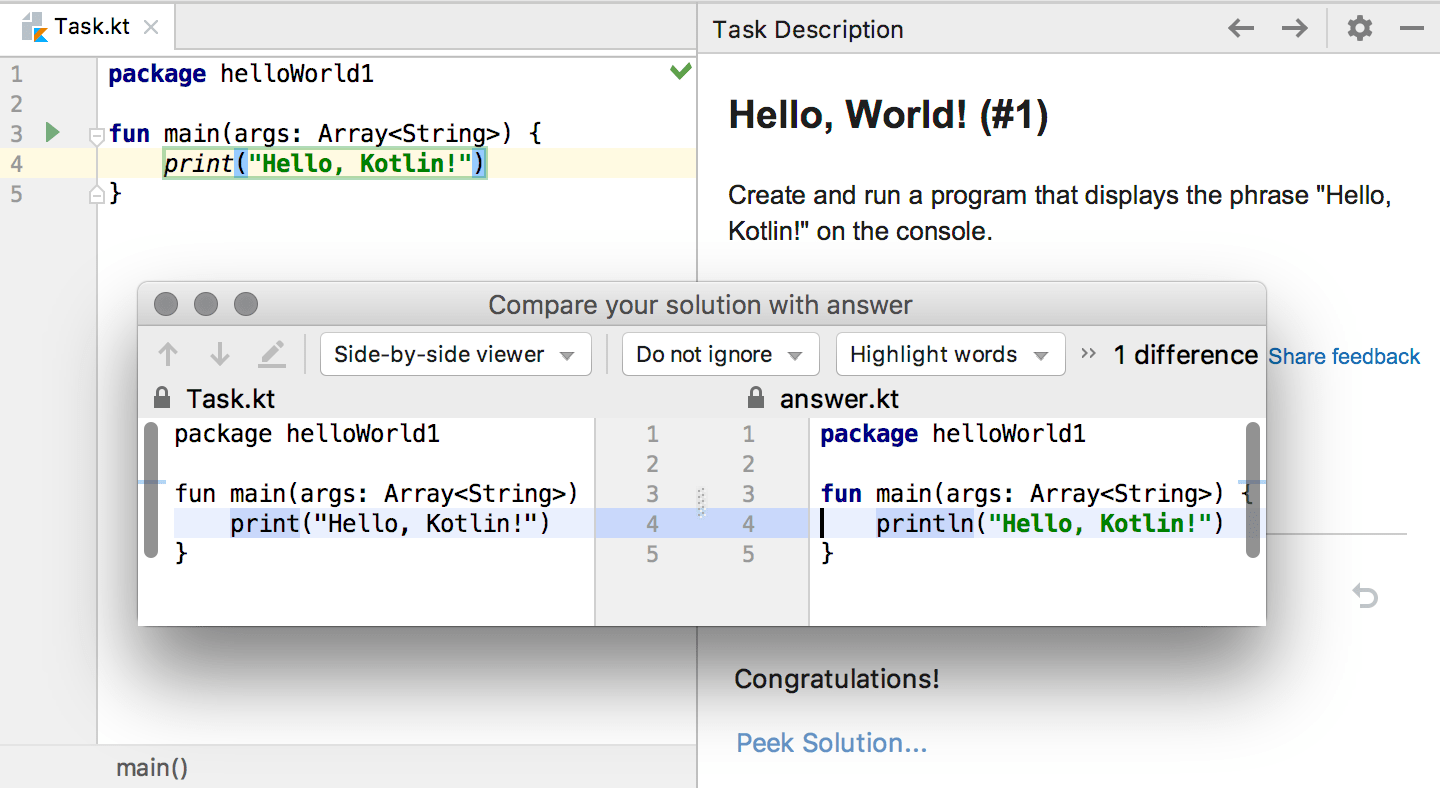 Task.kt
Task Description
1 package helloWorld1
2
3 fun main(args: Array<String>) {
4 print("Hello, Kotlin!")
5 }
Hello, World! (#1)
Create and run a program that displays the phrase "Hello,
Kotlin!" on the console.
Compare your solution with answer
Side-by-side viewer
Do not ignore
Highlight words
>> 1 difference
Share feedback
Task.kt
answer.kt
package helloWorld1
fun main(args: Array<String>)
print("Hello, Kotlin!")
}
1 1
2 2
3 3
4 4
5 5
package helloWorld1
fun main(args: Array<String>) {
println("Hello, Kotlin!")
}
Congratulations!
Peek Solution...
main()